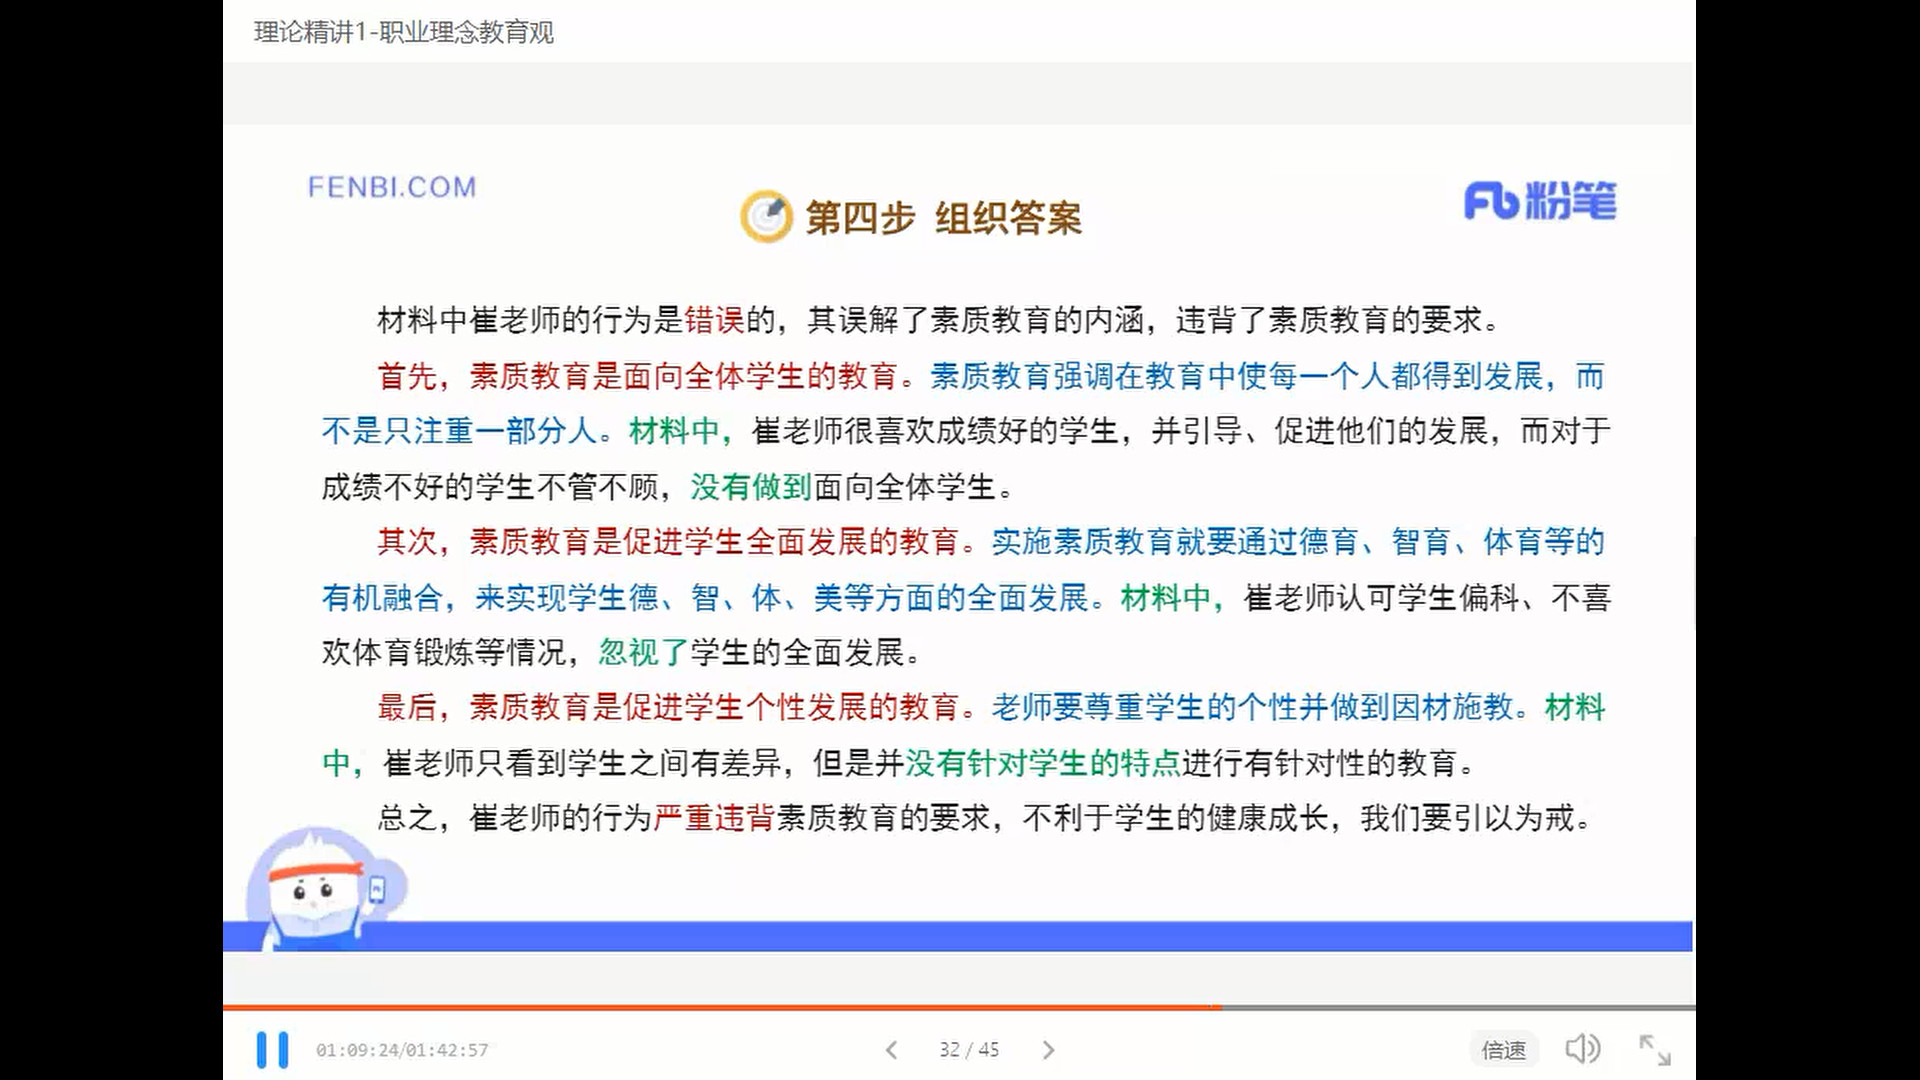 理论精讲1-职业理念教育观
FENBI.COM
粉笔
第四步 组织答案
材料中崔老师的行为是错误的，其误解了素质教育的内涵，违背了素质教育的要求。
首先，素质教育是面向全体学生的教育。素质教育强调在教育中使每一个人都得到发展，而
不是只注重一部分人。材料中，崔老师很喜欢成绩好的学生，并引导、促进他们的发展，而对于
成绩不好的学生不管不顾，没有做到面向全体学生。
其次，素质教育是促进学生全面发展的教育。实施素质教育就要通过德育、智育、体育等的
有机融合，来实现学生德、智、体、美等方面的全面发展。材料中，崔老师认可学生偏科、不喜
欢体育锻炼等情况，忽视了学生的全面发展。
最后，素质教育是促进学生个性发展的教育。老师要尊重学生的个性并做到因材施教。材料
中，崔老师只看到学生之间有差异，但是并没有针对学生的特点进行有针对性的教育。
总之，崔老师的行为严重违背素质教育的要求，不利于学生的健康成长，我们要引以为戒。
01:09:24/01:42:57
32 / 45
倍速